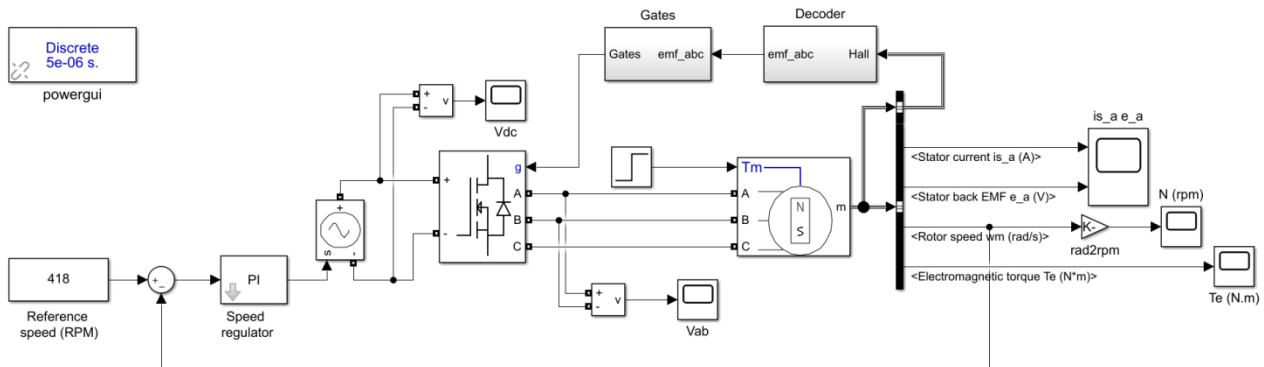 Discrete
5e-06 s.
powergui
Gates
Decoder
Gates
emf_abc
emf_abc
Hall
+
-
v
Vdc
is_a e_a
<Stator current is_a (A)>
<Stator back EMF e_a (V)>
N (rpm)
<Rotor speed wm (rad/s)>
K-
rad2rpm
<Electromagnetic torque Te (N*m)>
Te (N.m)
g
+
-
A
B
C
Tm
A
B
C
N
S
m
+
s
-
418
Reference
speed (RPM)
+
-
PI
Speed
regulator
+
-
v
Vab